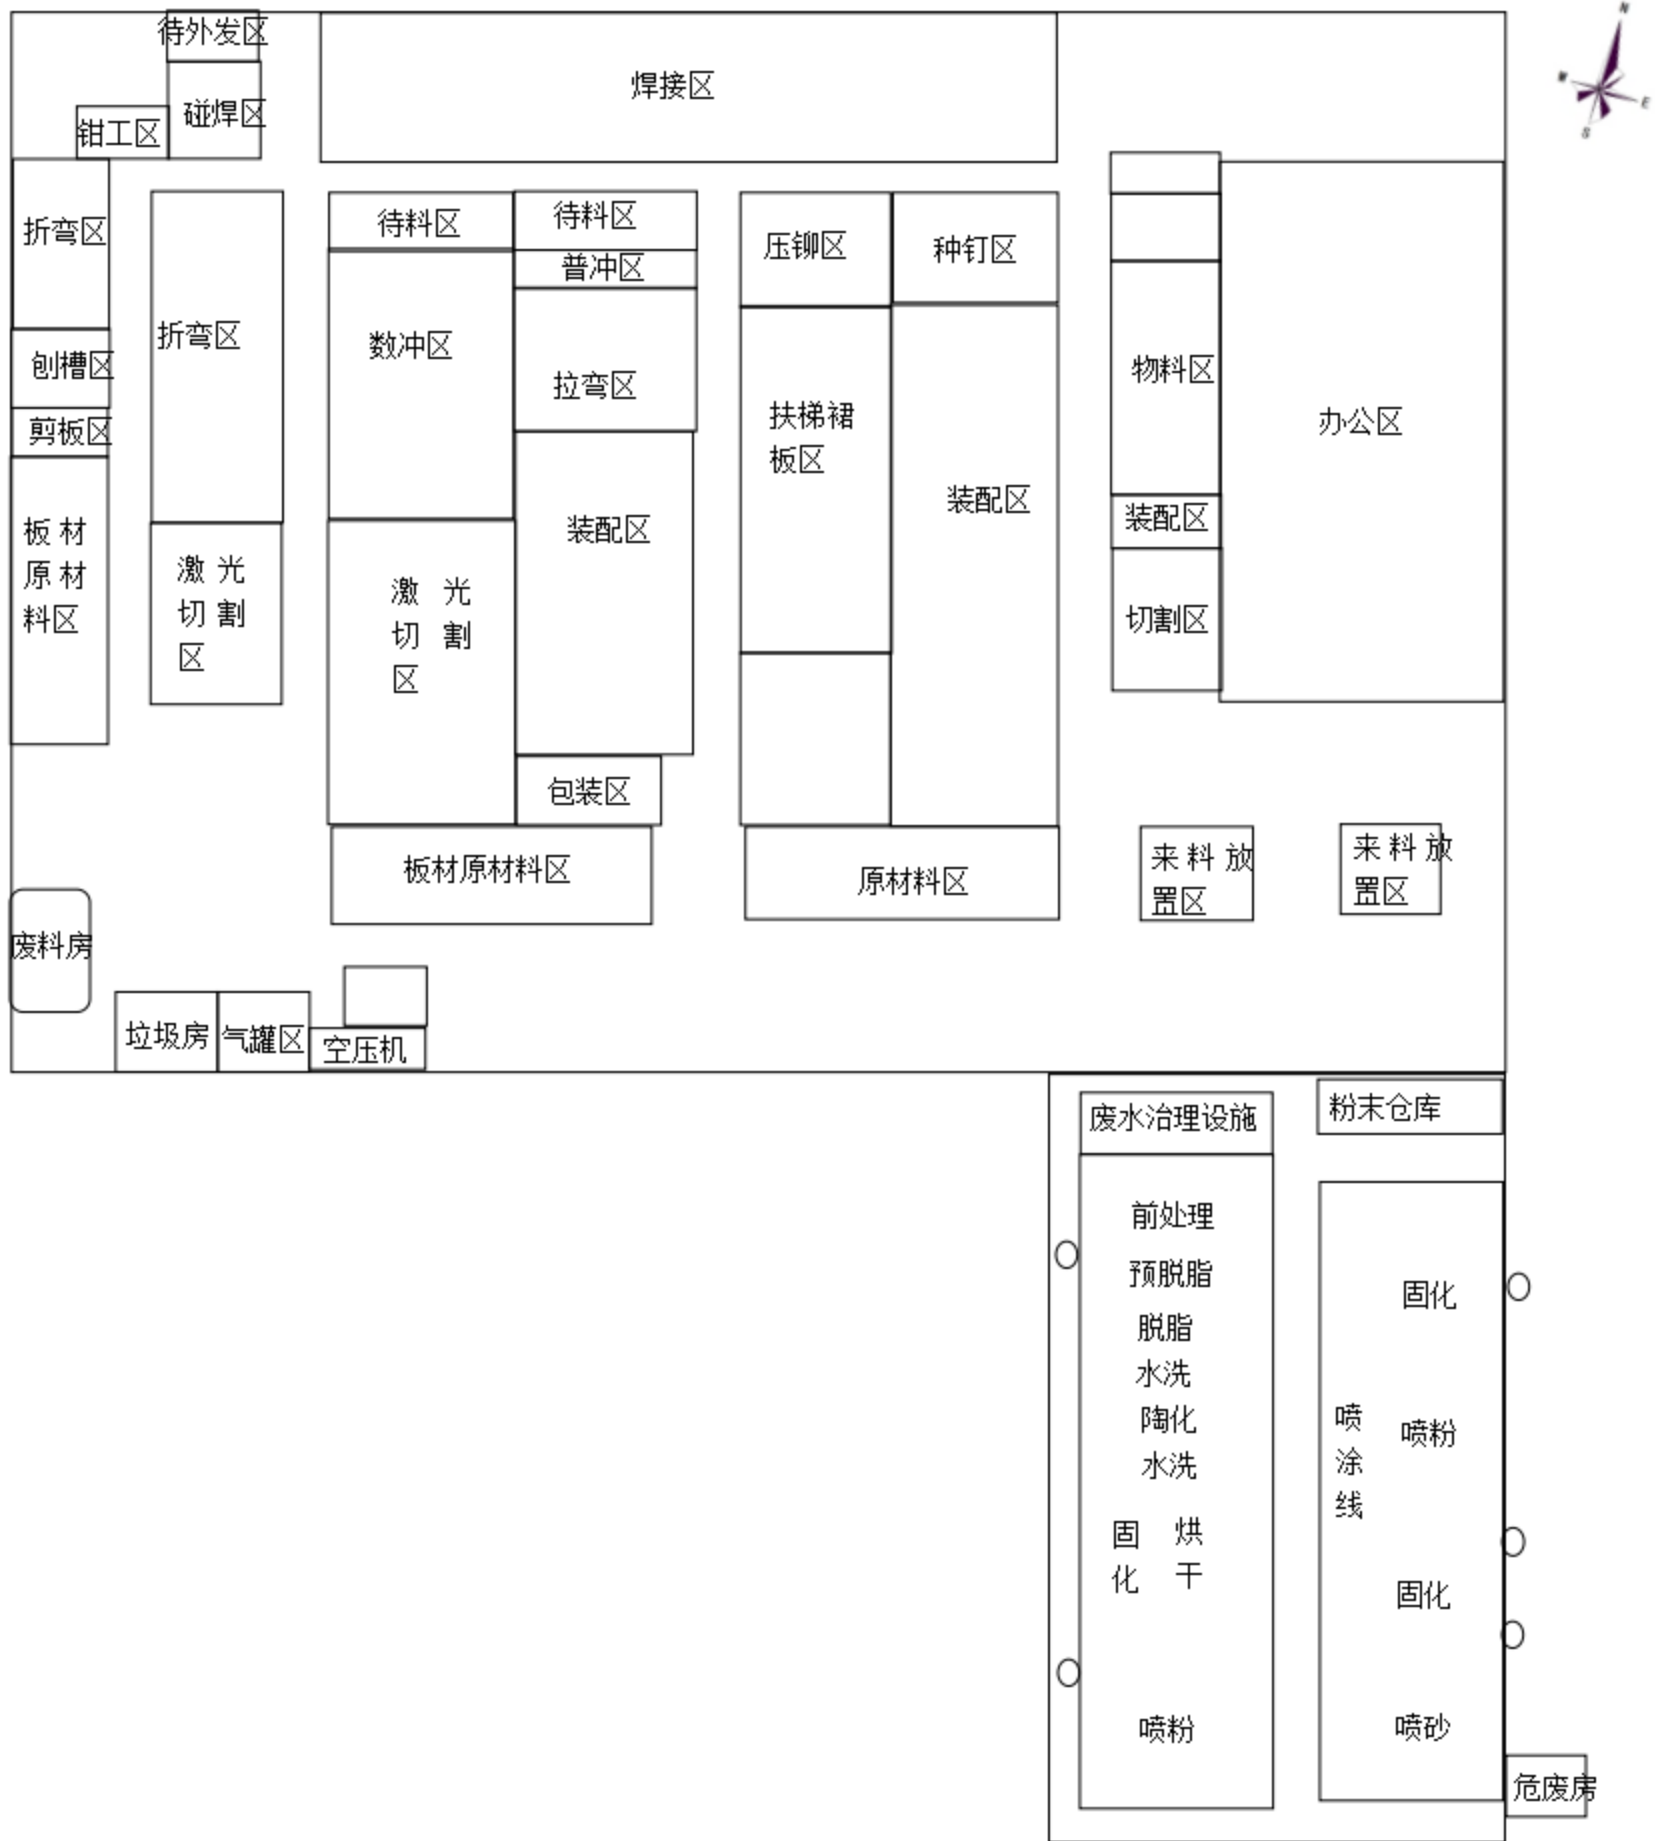 待外发区
碰焊区
钳工区
焊接区
N
W
E
S
折弯区
刨槽区
剪板区
板材
原材
料区
折弯区
激光
切割
区
待料区
数冲区
激光
切割
区
待料区
普冲区
拉弯区
装配区
包装区
板材原材料区
压铆区
种钉区
扶梯裙
板区
装配区
原材料区
物料区
装配区
切割区
办公区
来料放
置区
来料放
置区
废料房
垃圾房
气罐区
空压机
废水治理设施
前处理
预脱脂
脱脂
水洗
陶化
水洗
固
化
烘
干
喷粉
粉末仓库
喷
涂
线
固化
喷粉
固化
喷砂
危废房